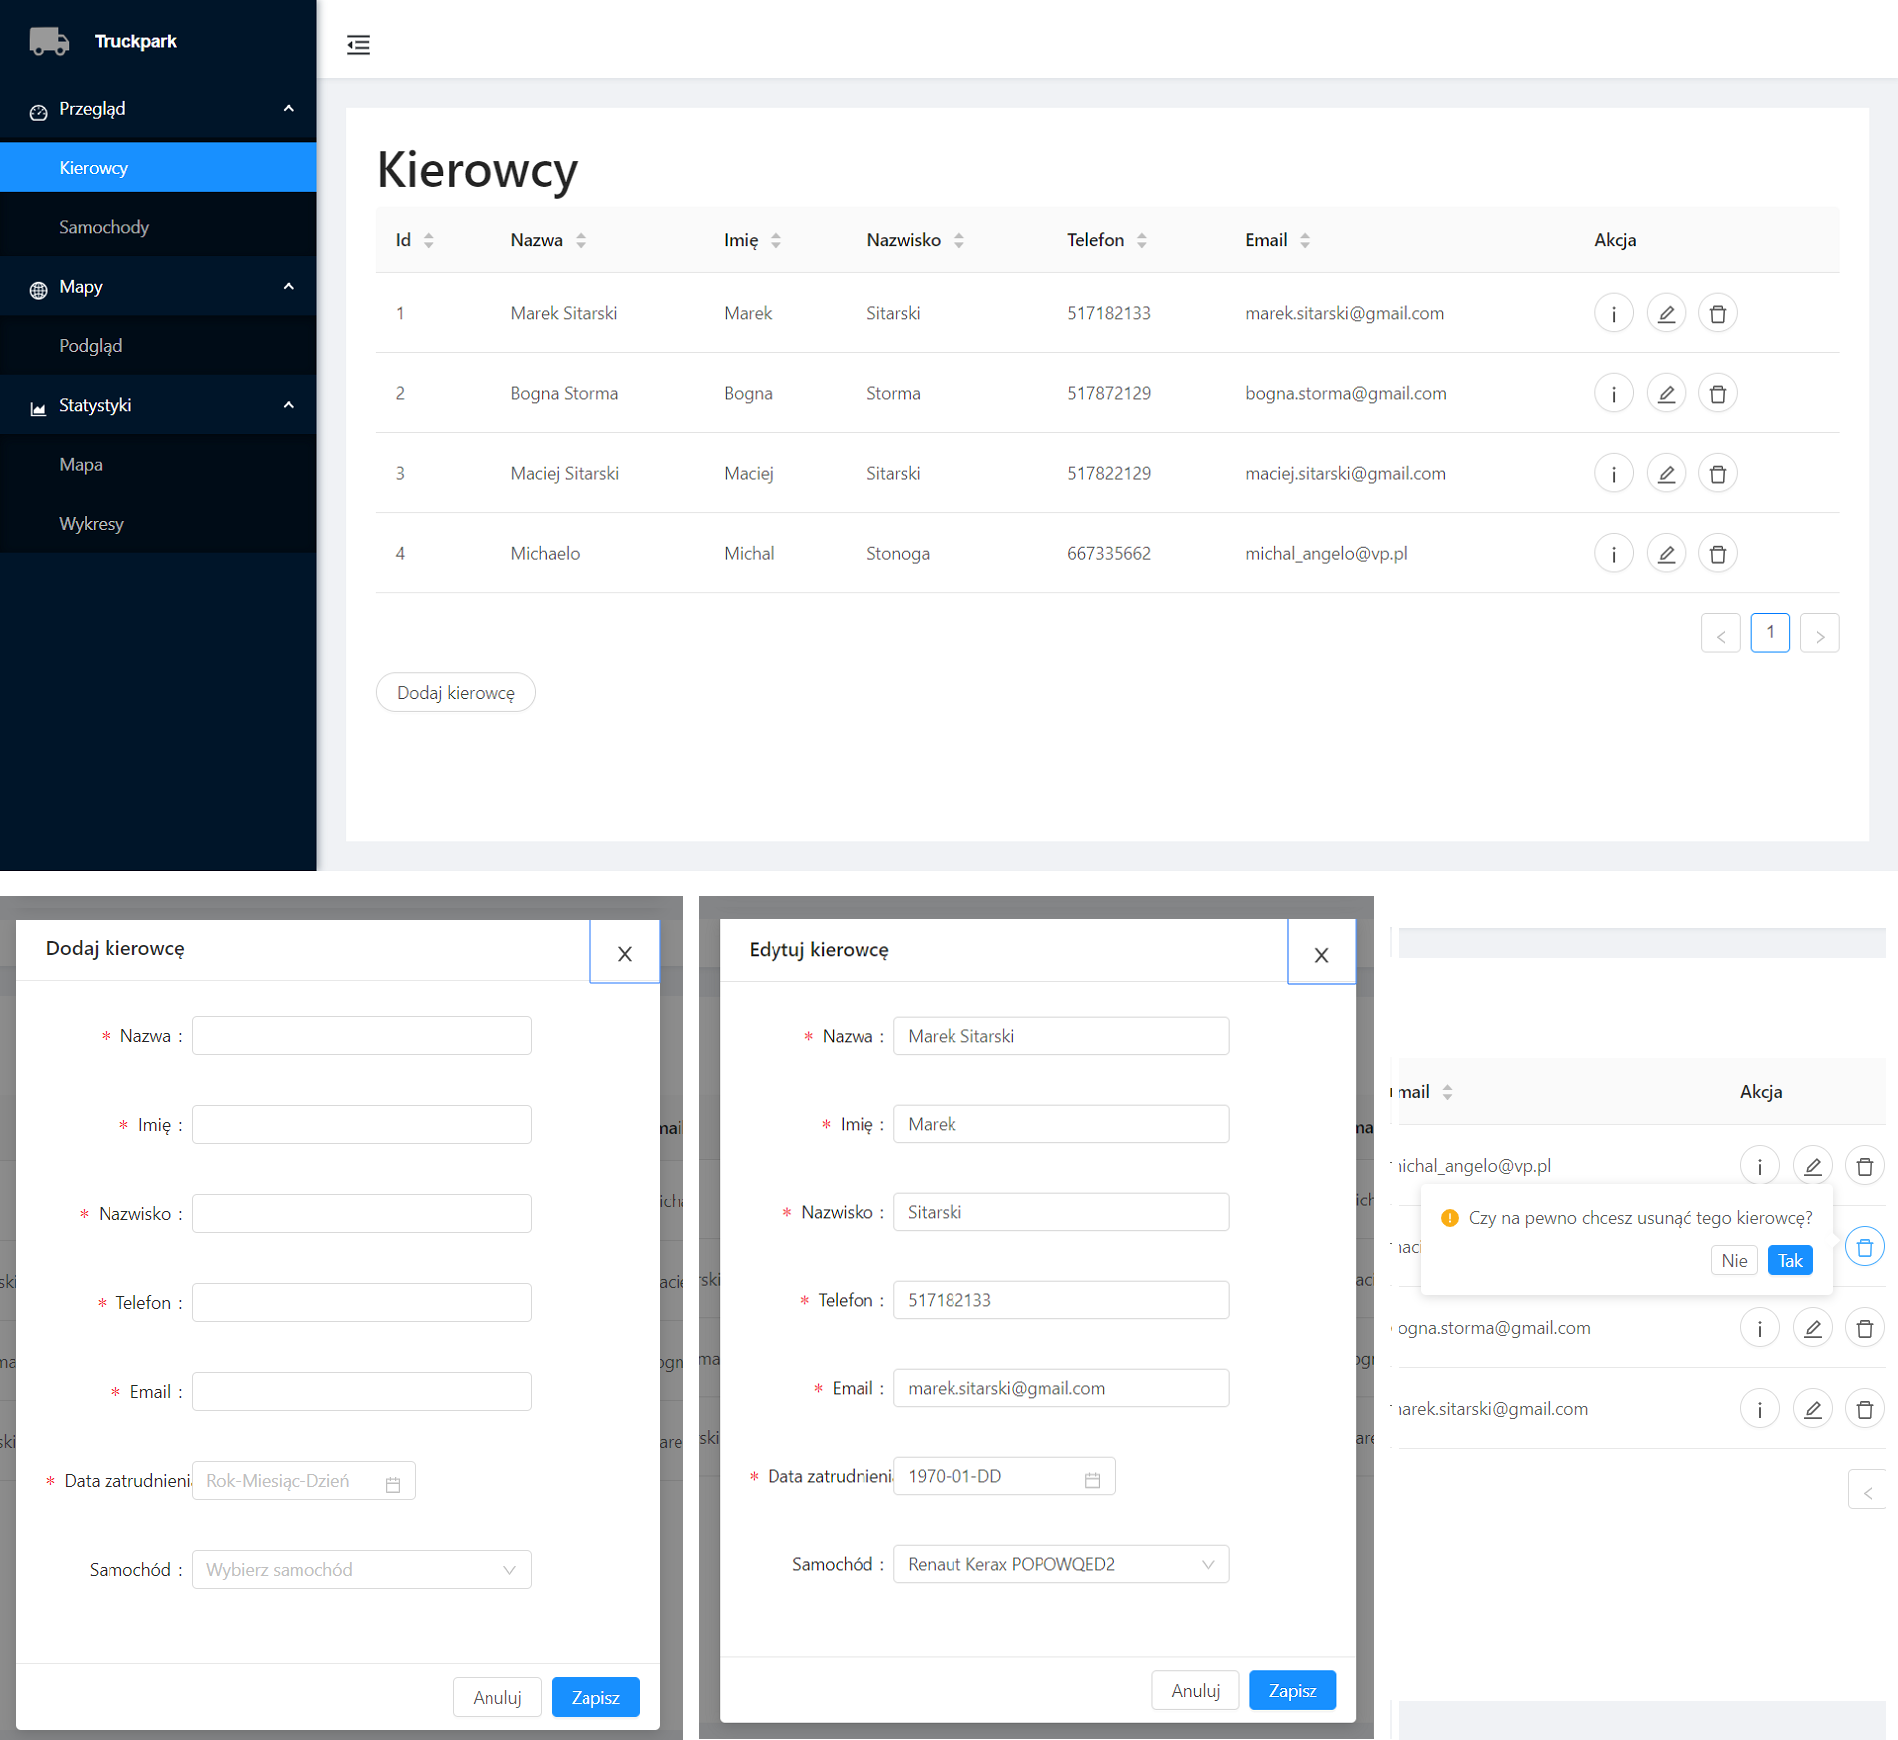 Truckpark
Przegląd
Kierowcy
Samochody
Mapy
Podgląd
Statystyki
Mapa
Wykresy
Kierowcy
Id Nazwa Imię Nazwisko Telefon Email Akcja
1 Marek Sitarski Marek Sitarski 517182133 marek.sitarski@gmail.com
2 Bogna Storma Bogna Storma 517872129 bogna.storma@gmail.com
3 Maciej Sitarski Maciej Sitarski 517822129 maciej.sitarski@gmail.com
4 Michaelo Michal Stonoga 667335662 michal_angelo@vp.pl
< 1 >
Dodaj kierowcę
Dodaj kierowcę
* Nazwa :
* Imię :
* Nazwisko :
* Telefon :
* Email :
* Data zatrudnieni Rok-Miesiąc-Dzień
Samochód : Wybierz samochód
Anuluj Zapisz
Edytuj kierowcę
* Nazwa : Marek Sitarski
* Imię : Marek
* Nazwisko : Sitarski
* Telefon : 517182133
* Email : marek.sitarski@gmail.com
* Data zatrudnieni 1970-01-DD
Samochód : Renaut Kerax POPOWQED2
Anuluj Zapisz
mail Akcja
michal_angelo@vp.pl
Czy na pewno chcesz usunąć tego kierowcę?
Nie Tak
ogna.storma@gmail.com
marek.sitarski@gmail.com
<